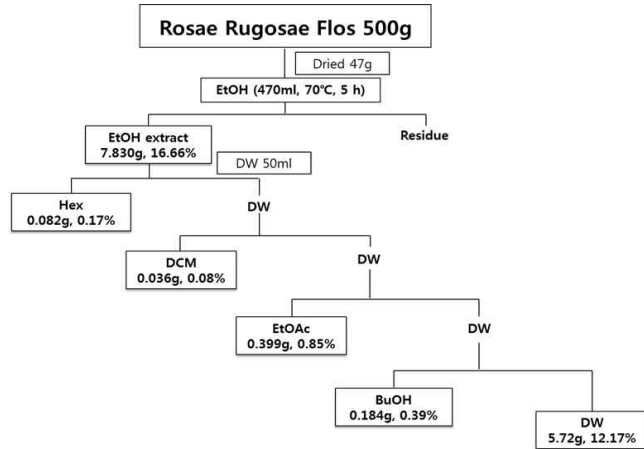 Rosae Rugosae Flos 500g
Dried 47g
EtOH (470ml, 70℃, 5 h)
EtOH extract
7.830g, 16.66%
Residue
DW 50ml
Hex
0.082g, 0.17%
DW
DCM
0.036g, 0.08%
DW
EtOAc
0.399g, 0.85%
DW
BuOH
0.184g, 0.39%
DW
5.72g, 12.17%